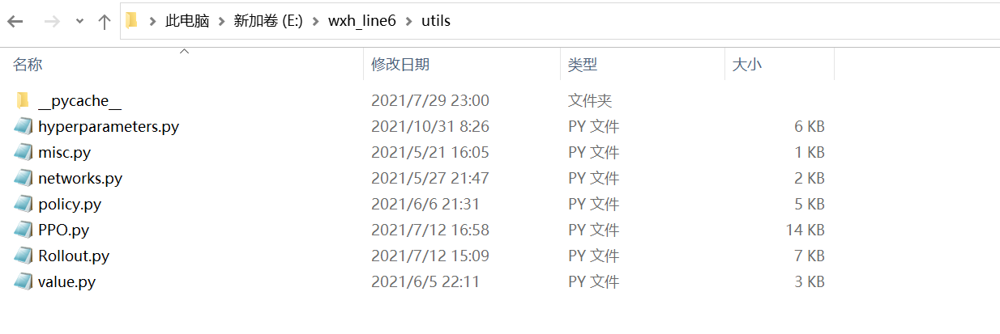 此电脑 新加卷 (E:) wxh_line6 utils
名称 修改日期 类型 大小
__pycache__ 2021/7/29 23:00 文件夹
hyperparameters.py 2021/10/31 8:26 PY 文件 6 KB
misc.py 2021/5/21 16:05 PY 文件 1 KB
networks.py 2021/5/27 21:47 PY 文件 2 KB
policy.py 2021/6/6 21:31 PY 文件 5 KB
PPO.py 2021/7/12 16:58 PY 文件 14 KB
Rollout.py 2021/7/12 15:09 PY 文件 7 KB
value.py 2021/6/5 22:11 PY 文件 3 KB